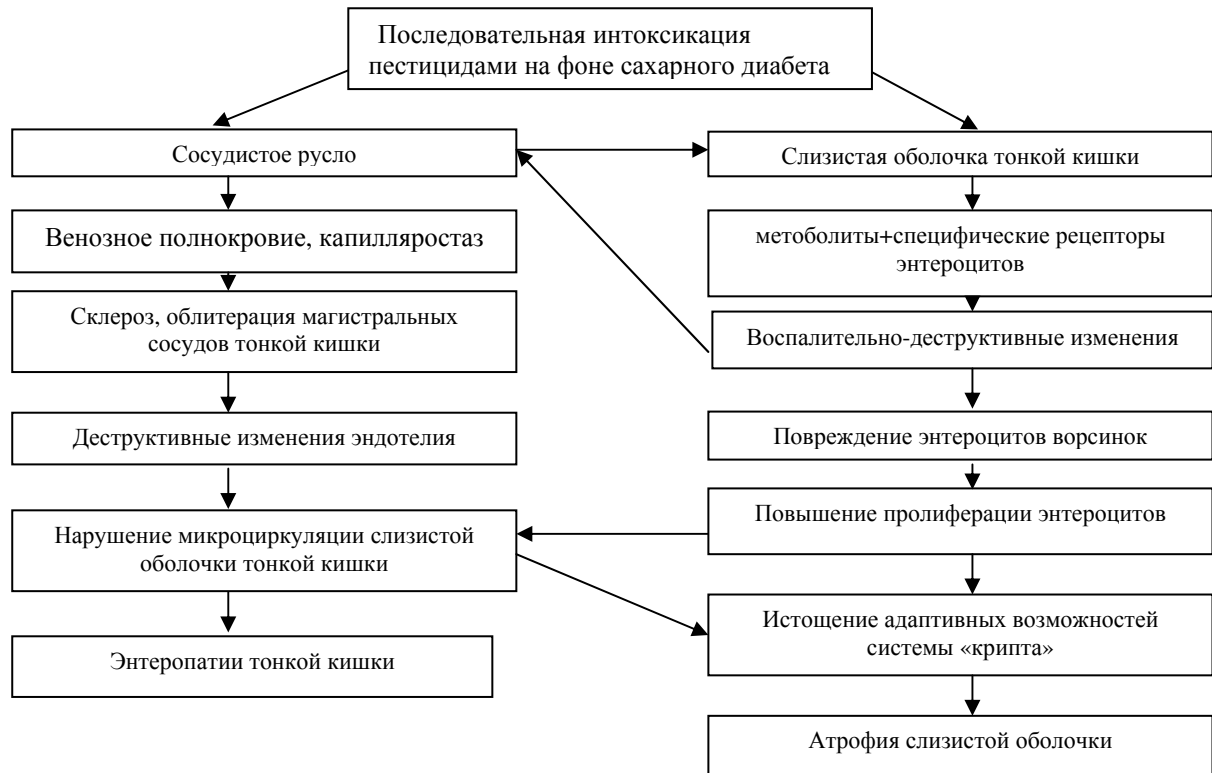 Последовательная интоксикация
пестицидами на фоне сахарного диабета
Сосудистое русло
Слизистая оболочка тонкой кишки
Венозное полнокровие, капилляростаз
метоболиты+специфические рецепторы
энтероцитов
Склероз, облитерация магистральных
сосудов тонкой кишки
Воспалительно-деструктивные изменения
Деструктивные изменения эндотелия
Повреждение энтероцитов ворсинок
Нарушение микроциркуляции слизистой
оболочки тонкой кишки
Повышение пролиферации энтероцитов
Энтеропатии тонкой кишки
Истощение адаптивных возможностей
системы «крипта»
Атрофия слизистой оболочки